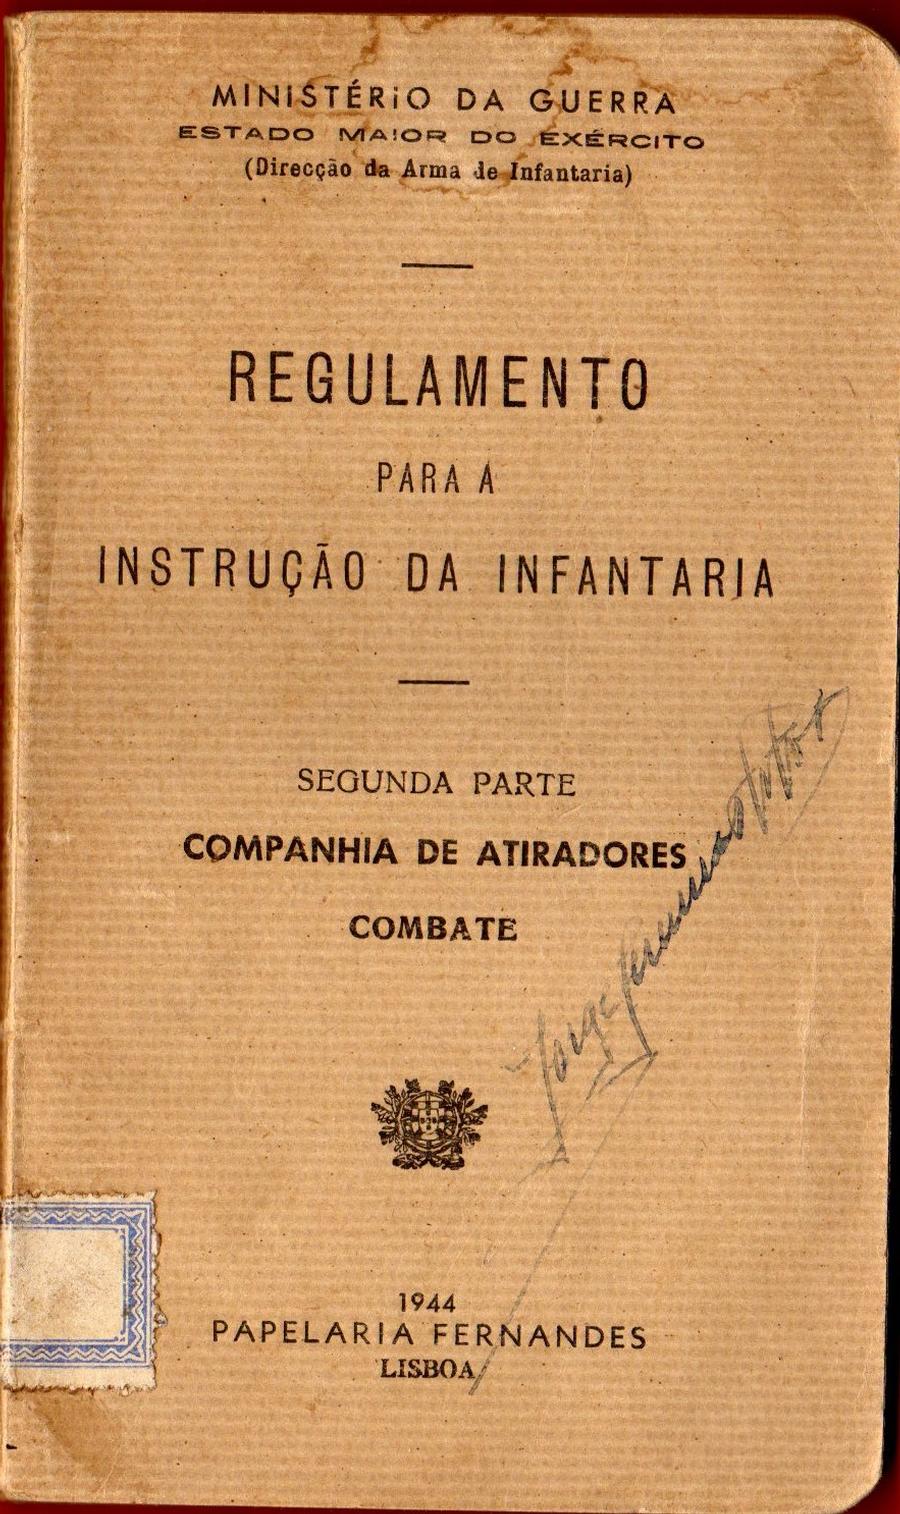 MINISTÉRIO DA GUERRA
ESTADO MAIOR DO EXÉRCITO
(Direcção da Arma de Infantaria)
REGULAMENTO
PARA A
INSTRUÇÃO DA INFANTARIA
SEGUNDA PARTE
COMPANHIA DE ATIRADORES
COMBATE
Jorge
1944
PAPELARIA FERNANDES
LISBOA